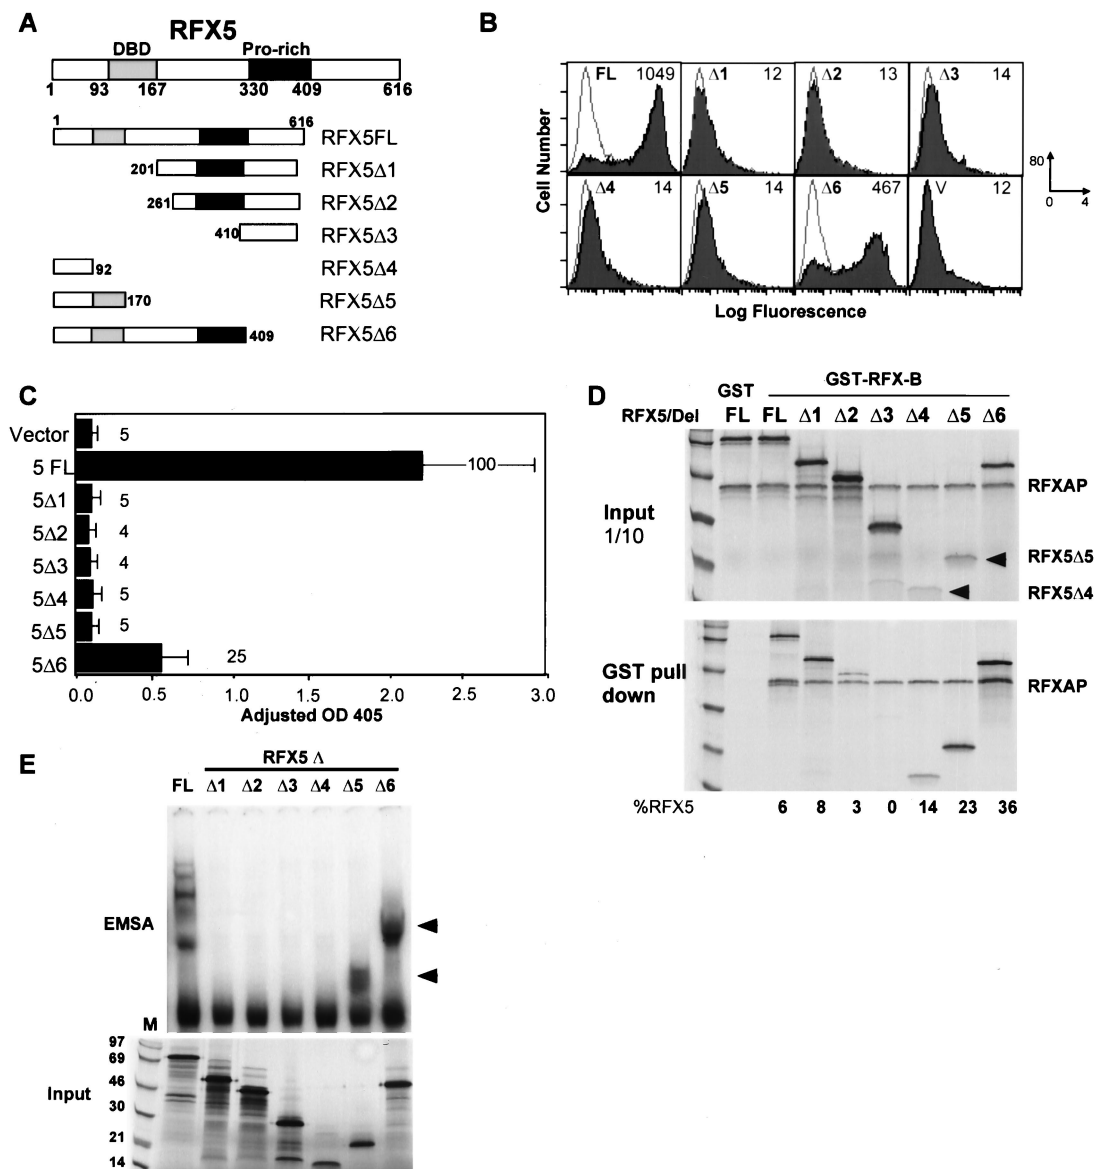 A
RFX5
DBD
Pro-rich
1 93 167 330 409 616
1 616
RFX5FL
201 RFX5Δ1
261 RFX5Δ2
410 RFX5Δ3
92 RFX5Δ4
170 RFX5Δ5
409 RFX5Δ6
B
Cell Number
FL 1049
Δ1 12
Δ2 13
Δ3 14
Δ4 14
Δ5 14
Δ6 467
V 12
80
0 4
Log Fluorescence
C
Vector 5
5 FL 100
5Δ1 5
5Δ2 4
5Δ3 4
5Δ4 5
5Δ5 5
5Δ6 25
0.0 0.5 1.0 1.5 2.0 2.5 3.0
Adjusted OD 405
D
GST GST-RFX-B
RFX5/Del FL FL Δ1 Δ2 Δ3 Δ4 Δ5 Δ6
Input
1/10
RFXAP
RFX5Δ5
RFX5Δ4
GST pull
down
RFXAP
%RFX5 6 8 3 0 14 23 36
E
RFX5 Δ
FL Δ1 Δ2 Δ3 Δ4 Δ5 Δ6
EMSA
M
97
69
46
30
21
14
Input